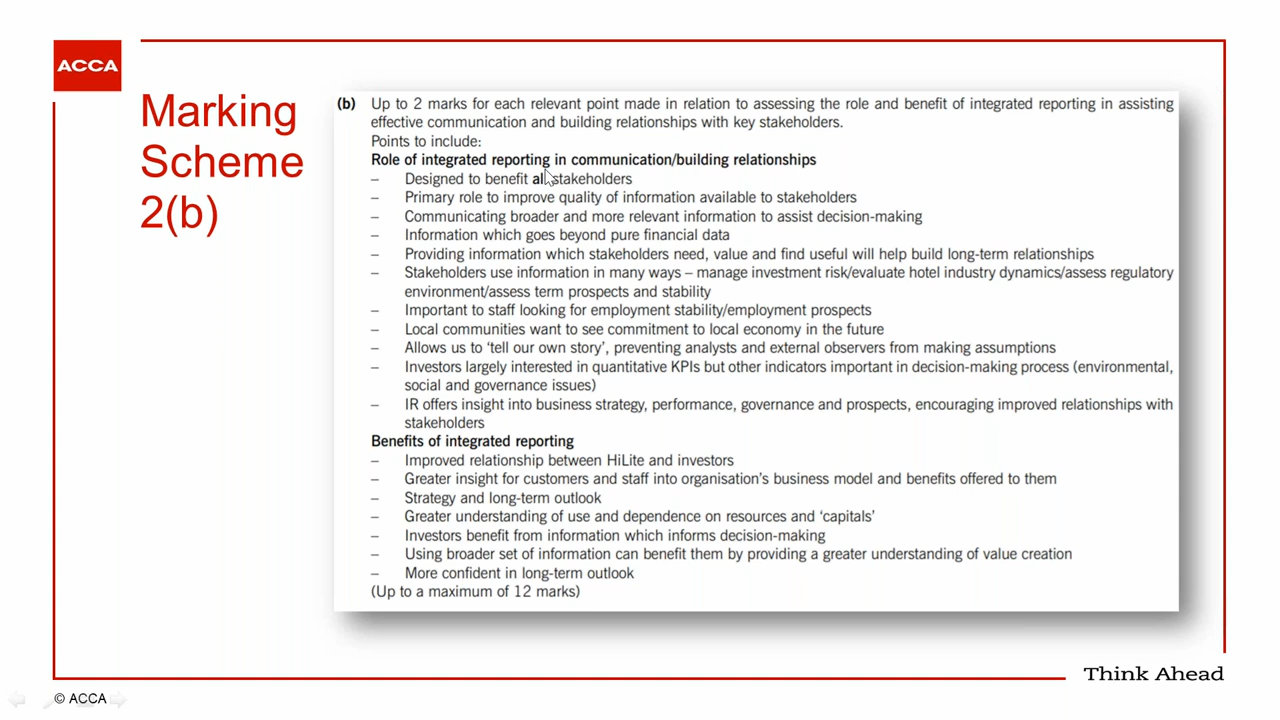 ACCA
Marking
Scheme
2(b)
(b) Up to 2 marks for each relevant point made in relation to assessing the role and benefit of integrated reporting in assisting
effective communication and building relationships with key stakeholders.
Points to include:
Role of integrated reporting in communication/building relationships
– Designed to benefit all stakeholders
– Primary role to improve quality of information available to stakeholders
– Communicating broader and more relevant information to assist decision-making
– Information which goes beyond pure financial data
– Providing information which stakeholders need, value and find useful will help build long-term relationships
– Stakeholders use information in many ways – manage investment risk/evaluate hotel industry dynamics/assess regulatory
environment/assess term prospects and stability
– Important to staff looking for employment stability/employment prospects
– Local communities want to see commitment to local economy in the future
– Allows us to ‘tell our own story’, preventing analysts and external observers from making assumptions
– Investors largely interested in quantitative KPIs but other indicators important in decision-making process (environmental,
social and governance issues)
– IR offers insight into business strategy, performance, governance and prospects, encouraging improved relationships with
stakeholders
Benefits of integrated reporting
– Improved relationship between HiLite and investors
– Greater insight for customers and staff into organisation’s business model and benefits offered to them
– Strategy and long-term outlook
– Greater understanding of use and dependence on resources and ‘capitals’
– Investors benefit from information which informs decision-making
– Using broader set of information can benefit them by providing a greater understanding of value creation
– More confident in long-term outlook
(Up to a maximum of 12 marks)
Think Ahead
© ACCA